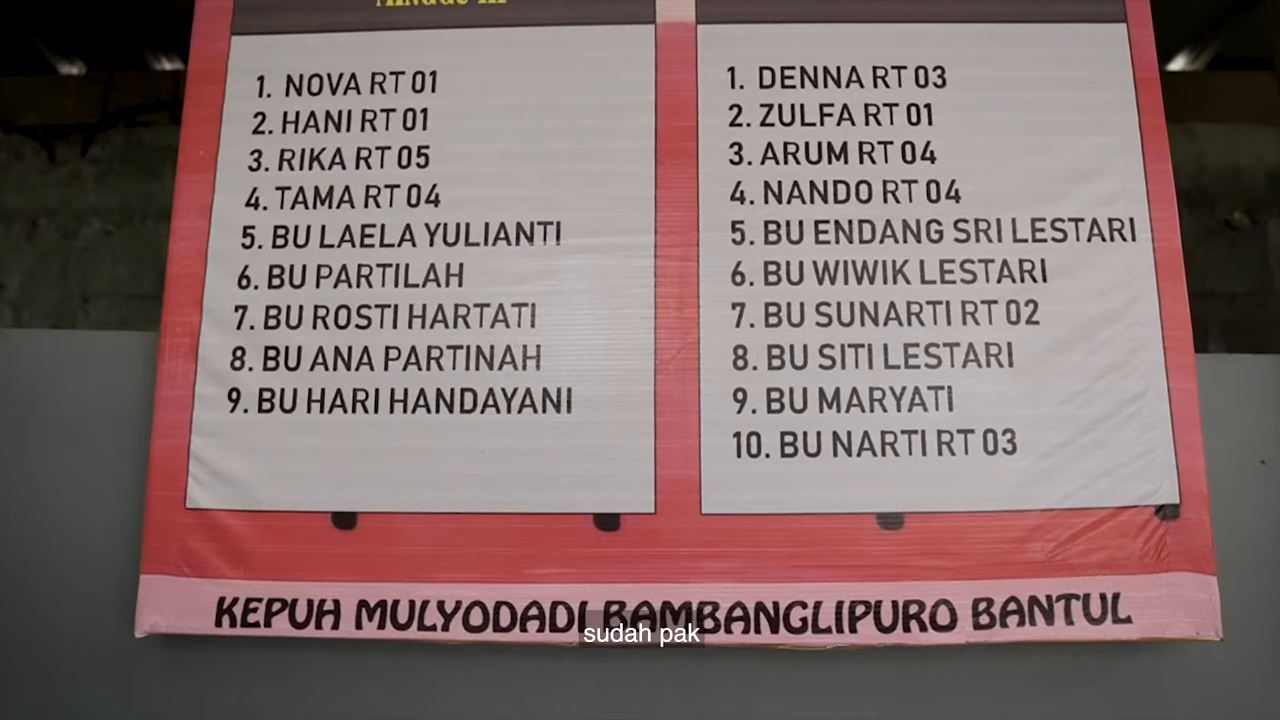 MINGGU III
1. NOVA RT 01
2. HANI RT 01
3. RIKA RT 05
4. TAMA RT 04
5. BU LAELA YULIANTI
6. BU PARTILAH
7. BU ROSTI HARTATI
8. BU ANA PARTINAH
9. BU HARI HANDAYANI
1. DENNA RT 03
2. ZULFA RT 01
3. ARUM RT 04
4. NANDO RT 04
5. BU ENDANG SRI LESTARI
6. BU WIWIK LESTARI
7. BU SUNARTI RT 02
8. BU SITI LESTARI
9. BU MARYATI
10. BU NARTI RT 03
KEPUH MULYODADI BAMBANGLIPURO BANTUL
sudah pak